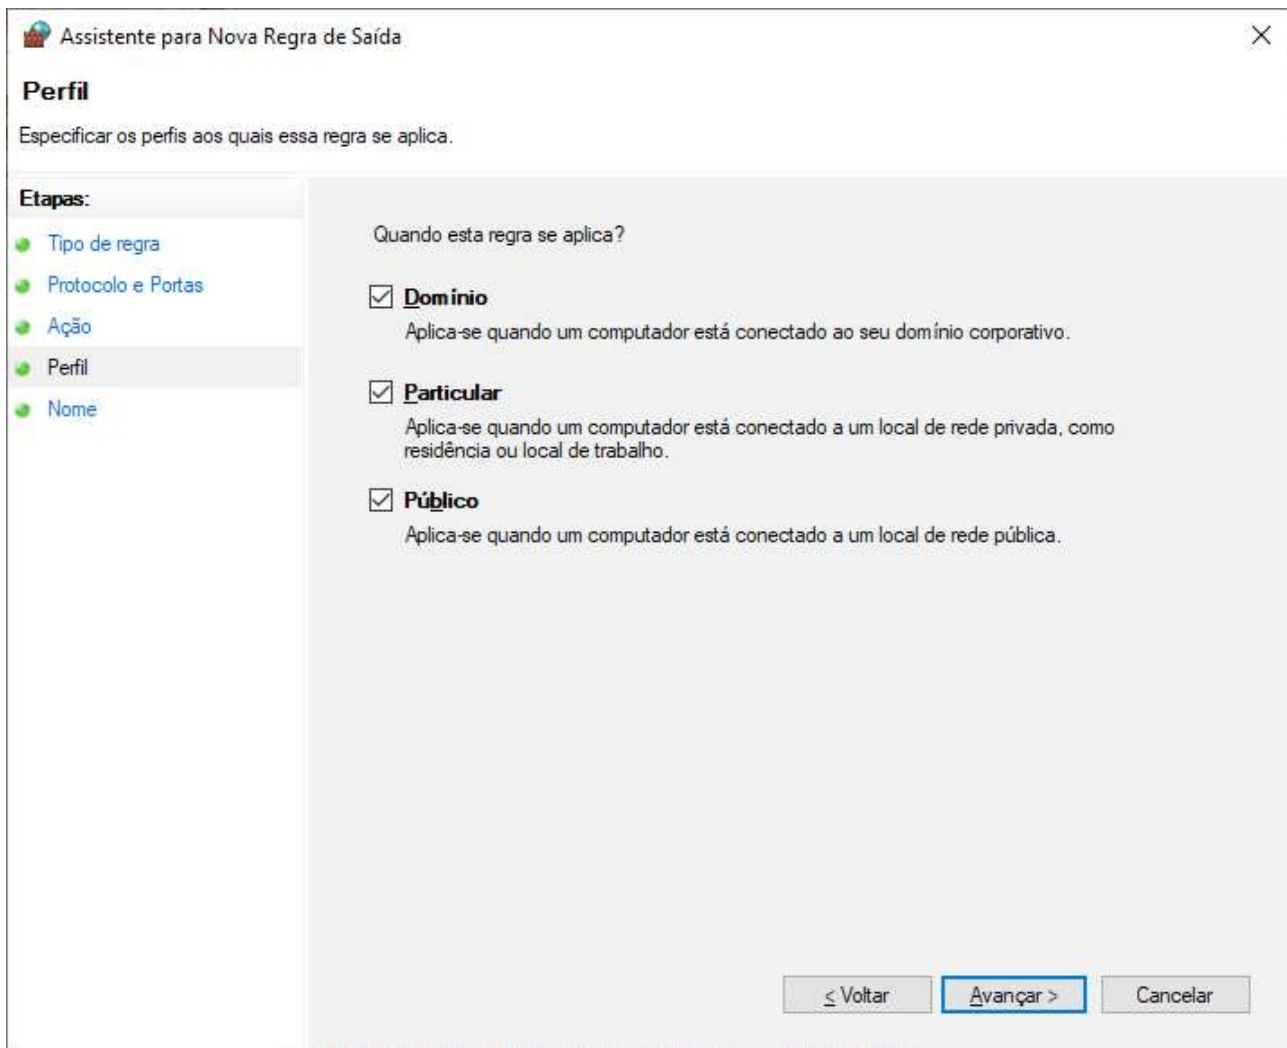 Assistente para Nova Regra de Saída
Perfil
Especificar os perfis aos quais essa regra se aplica.
Etapas:
Tipo de regra
Protocolo e Portas
Ação
Perfil
Nome
Quando esta regra se aplica?
Domínio
Aplica-se quando um computador está conectado ao seu domínio corporativo.
Particular
Aplica-se quando um computador está conectado a um local de rede privada, como
residência ou local de trabalho.
Público
Aplica-se quando um computador está conectado a um local de rede pública.
< Voltar
Avançar >
Cancelar